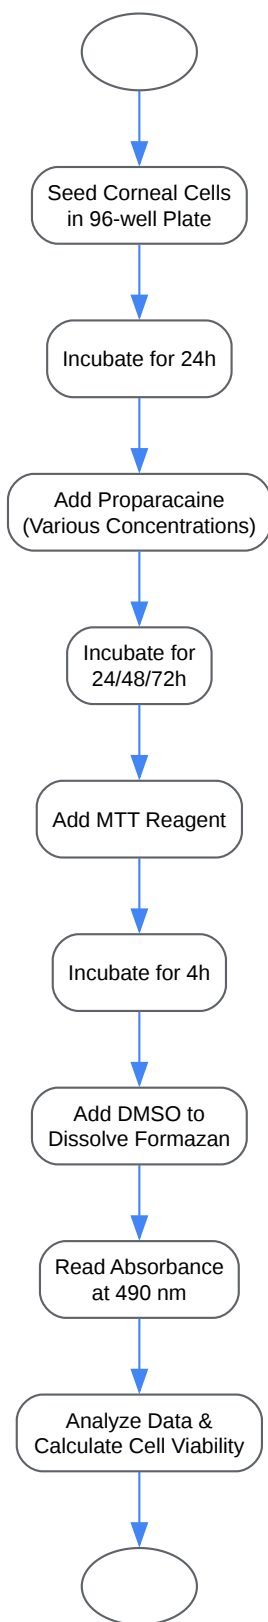 Seed Corneal Cells
in 96-well Plate
Incubate for 24h
Add Proparacaine
(Various Concentrations)
Incubate for
24/48/72h
Add MTT Reagent
Incubate for 4h
Add DMSO to
Dissolve Formazan
Read Absorbance
at 490 nm
Analyze Data &
Calculate Cell Viability